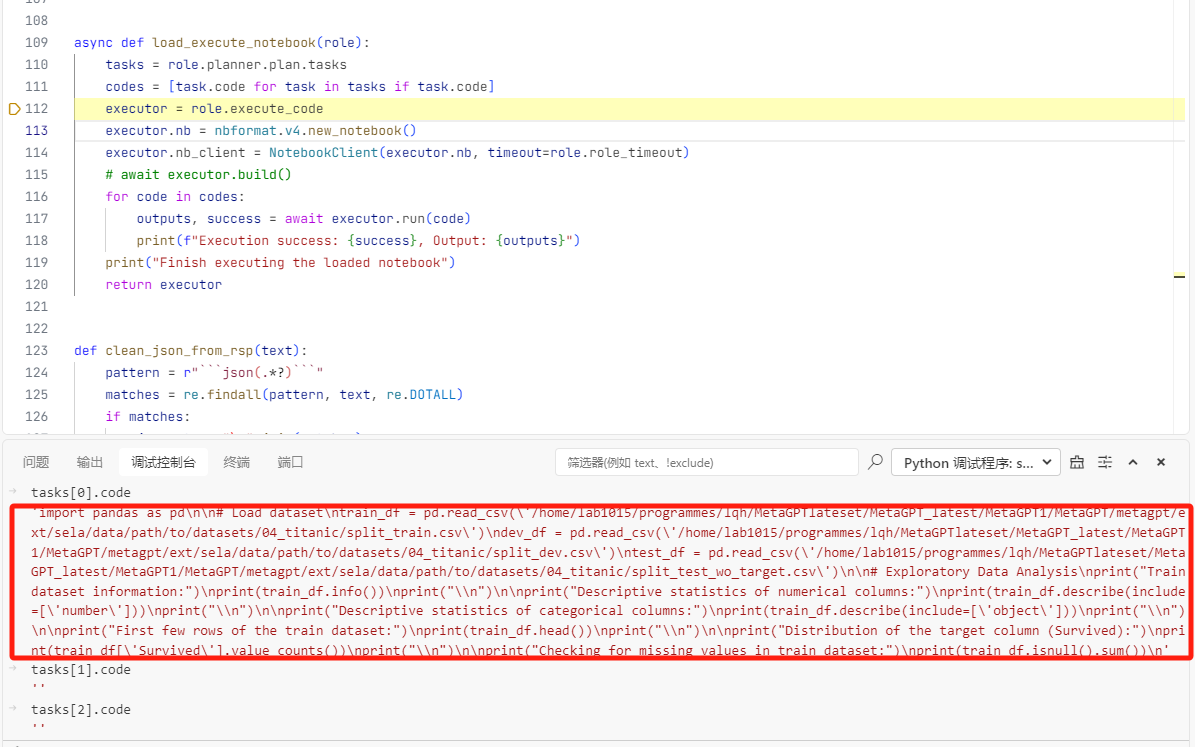 108
109 async def load_execute_notebook(role):
110     tasks = role.planner.plan.tasks
111     codes = [task.code for task in tasks if task.code]
112     executor = role.execute_code
113     executor.nb = nbformat.v4.new_notebook()
114     executor.nb_client = NotebookClient(executor.nb, timeout=role.role_timeout)
115     # await executor.build()
116     for code in codes:
117         outputs, success = await executor.run(code)
118         print(f"Execution success: {success}, Output: {outputs}")
119     print("Finish executing the loaded notebook")
120     return executor
121
122
123 def clean_json_from_rsp(text):
124     pattern = r"```json(.*?)```"
125     matches = re.findall(pattern, text, re.DOTALL)
126     if matches:
问题 输出 调试控制台 终端 端口 筛选器(例如 text、!exclude) Python 调试程序: s...
tasks[0].code
'import pandas as pd\n\n# Load dataset\ntrain_df = pd.read_csv(\'/home/lab1015/programmes/lqh/MetaGPTlateset/MetaGPT_latest/MetaGPT1/MetaGPT/metagpt/e
xt/sela/data/path/to/datasets/04_titanic/split_train.csv\')\ndev_df = pd.read_csv(\'/home/lab1015/programmes/lqh/MetaGPTlateset/MetaGPT_latest/MetaGPT
1/MetaGPT/metagpt/ext/sela/data/path/to/datasets/04_titanic/split_dev.csv\')\ntest_df = pd.read_csv(\'/home/lab1015/programmes/lqh/MetaGPTlateset/Meta
GPT_latest/MetaGPT1/MetaGPT/metagpt/ext/sela/data/path/to/datasets/04_titanic/split_test_wo_target.csv\')\n\n# Exploratory Data Analysis\nprint("Train
dataset information:")\nprint(train_df.info())\nprint("\\n")\n\nprint("Descriptive statistics of numerical columns:")\nprint(train_df.describe(include
=[\'number\']))\nprint("\\n")\n\nprint("Descriptive statistics of categorical columns:")\nprint(train_df.describe(include=[\'object\']))\nprint("\\n")
\n\nprint("First few rows of the train dataset:")\nprint(train_df.head())\nprint("\\n")\n\nprint("Distribution of the target column (Survived):")\npri
nt(train_df[\'Survived\'].value_counts())\nprint("\\n")\n\nprint("Checking for missing values in train dataset:")\nprint(train_df.isnull().sum())\n'
tasks[1].code
''
tasks[2].code
''